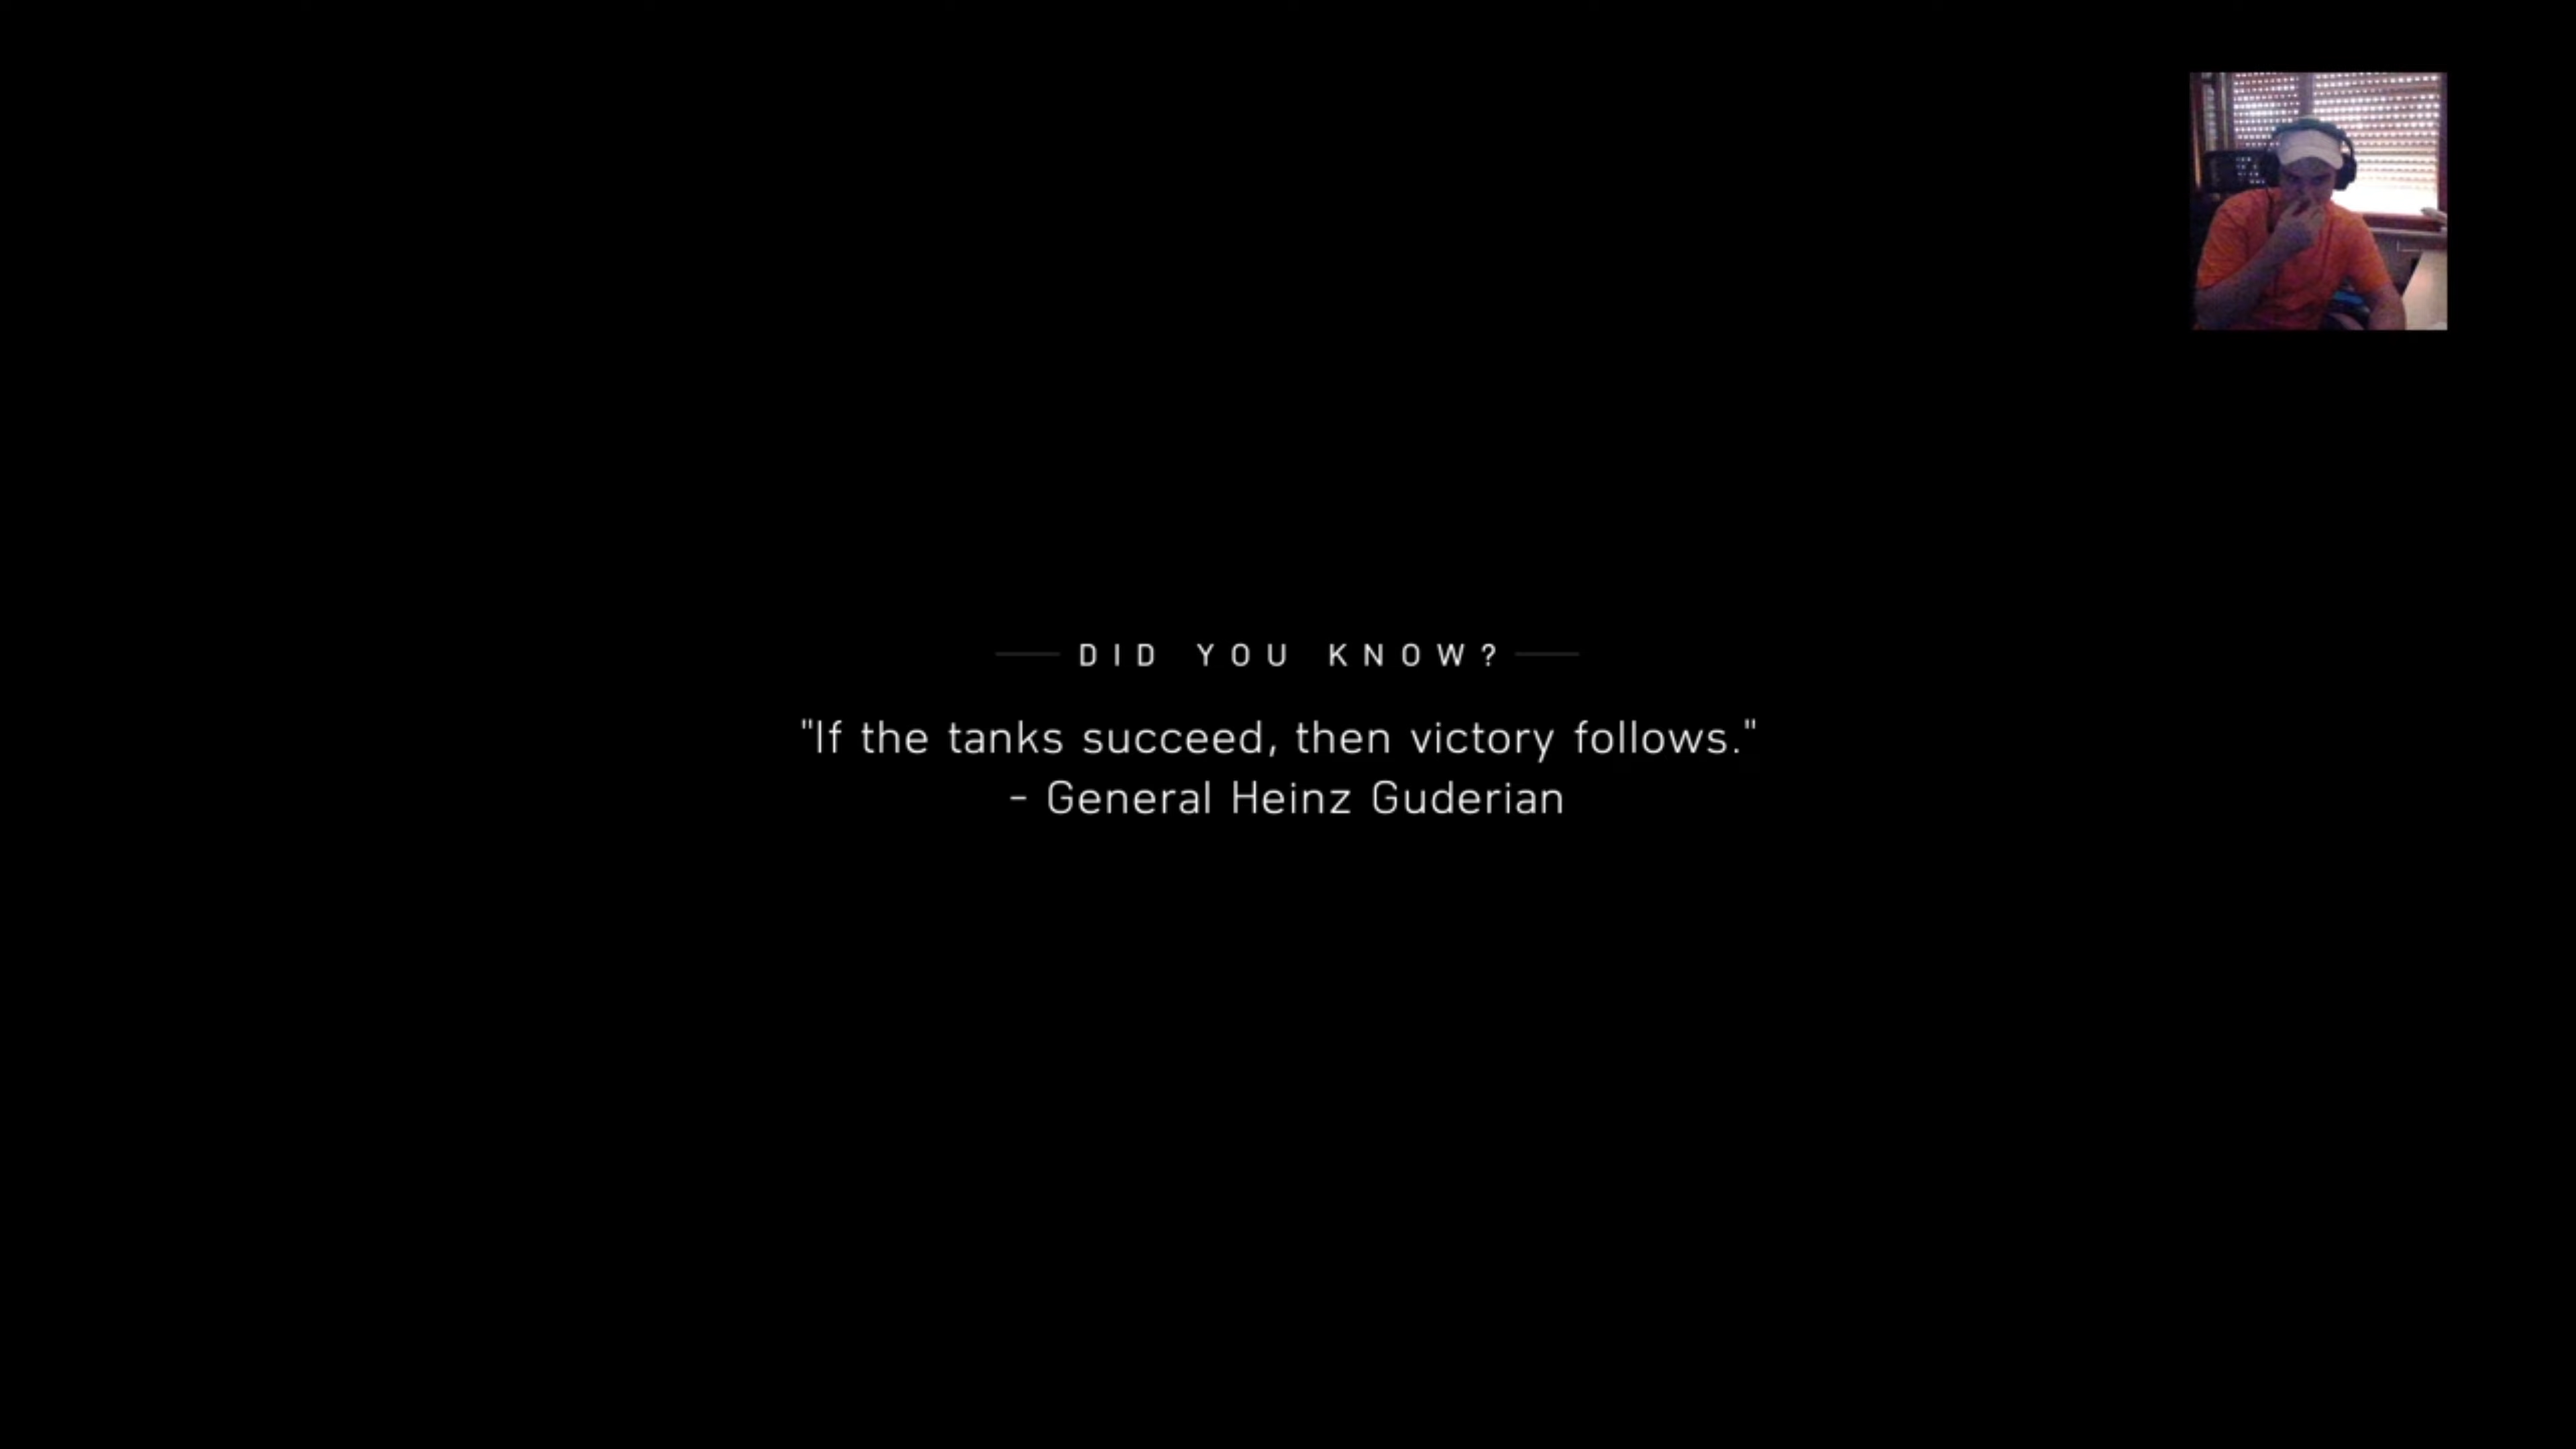 DID YOU KNOW?
"If the tanks succeed, then victory follows."
- General Heinz Guderian